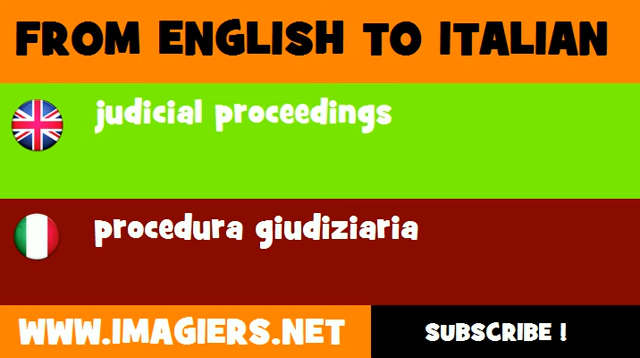 FROM ENGLISH TO ITALIAN
judicial proceedings
procedura giudiziaria
WWW.IMAGIERS.NET
SUBSCRIBE !